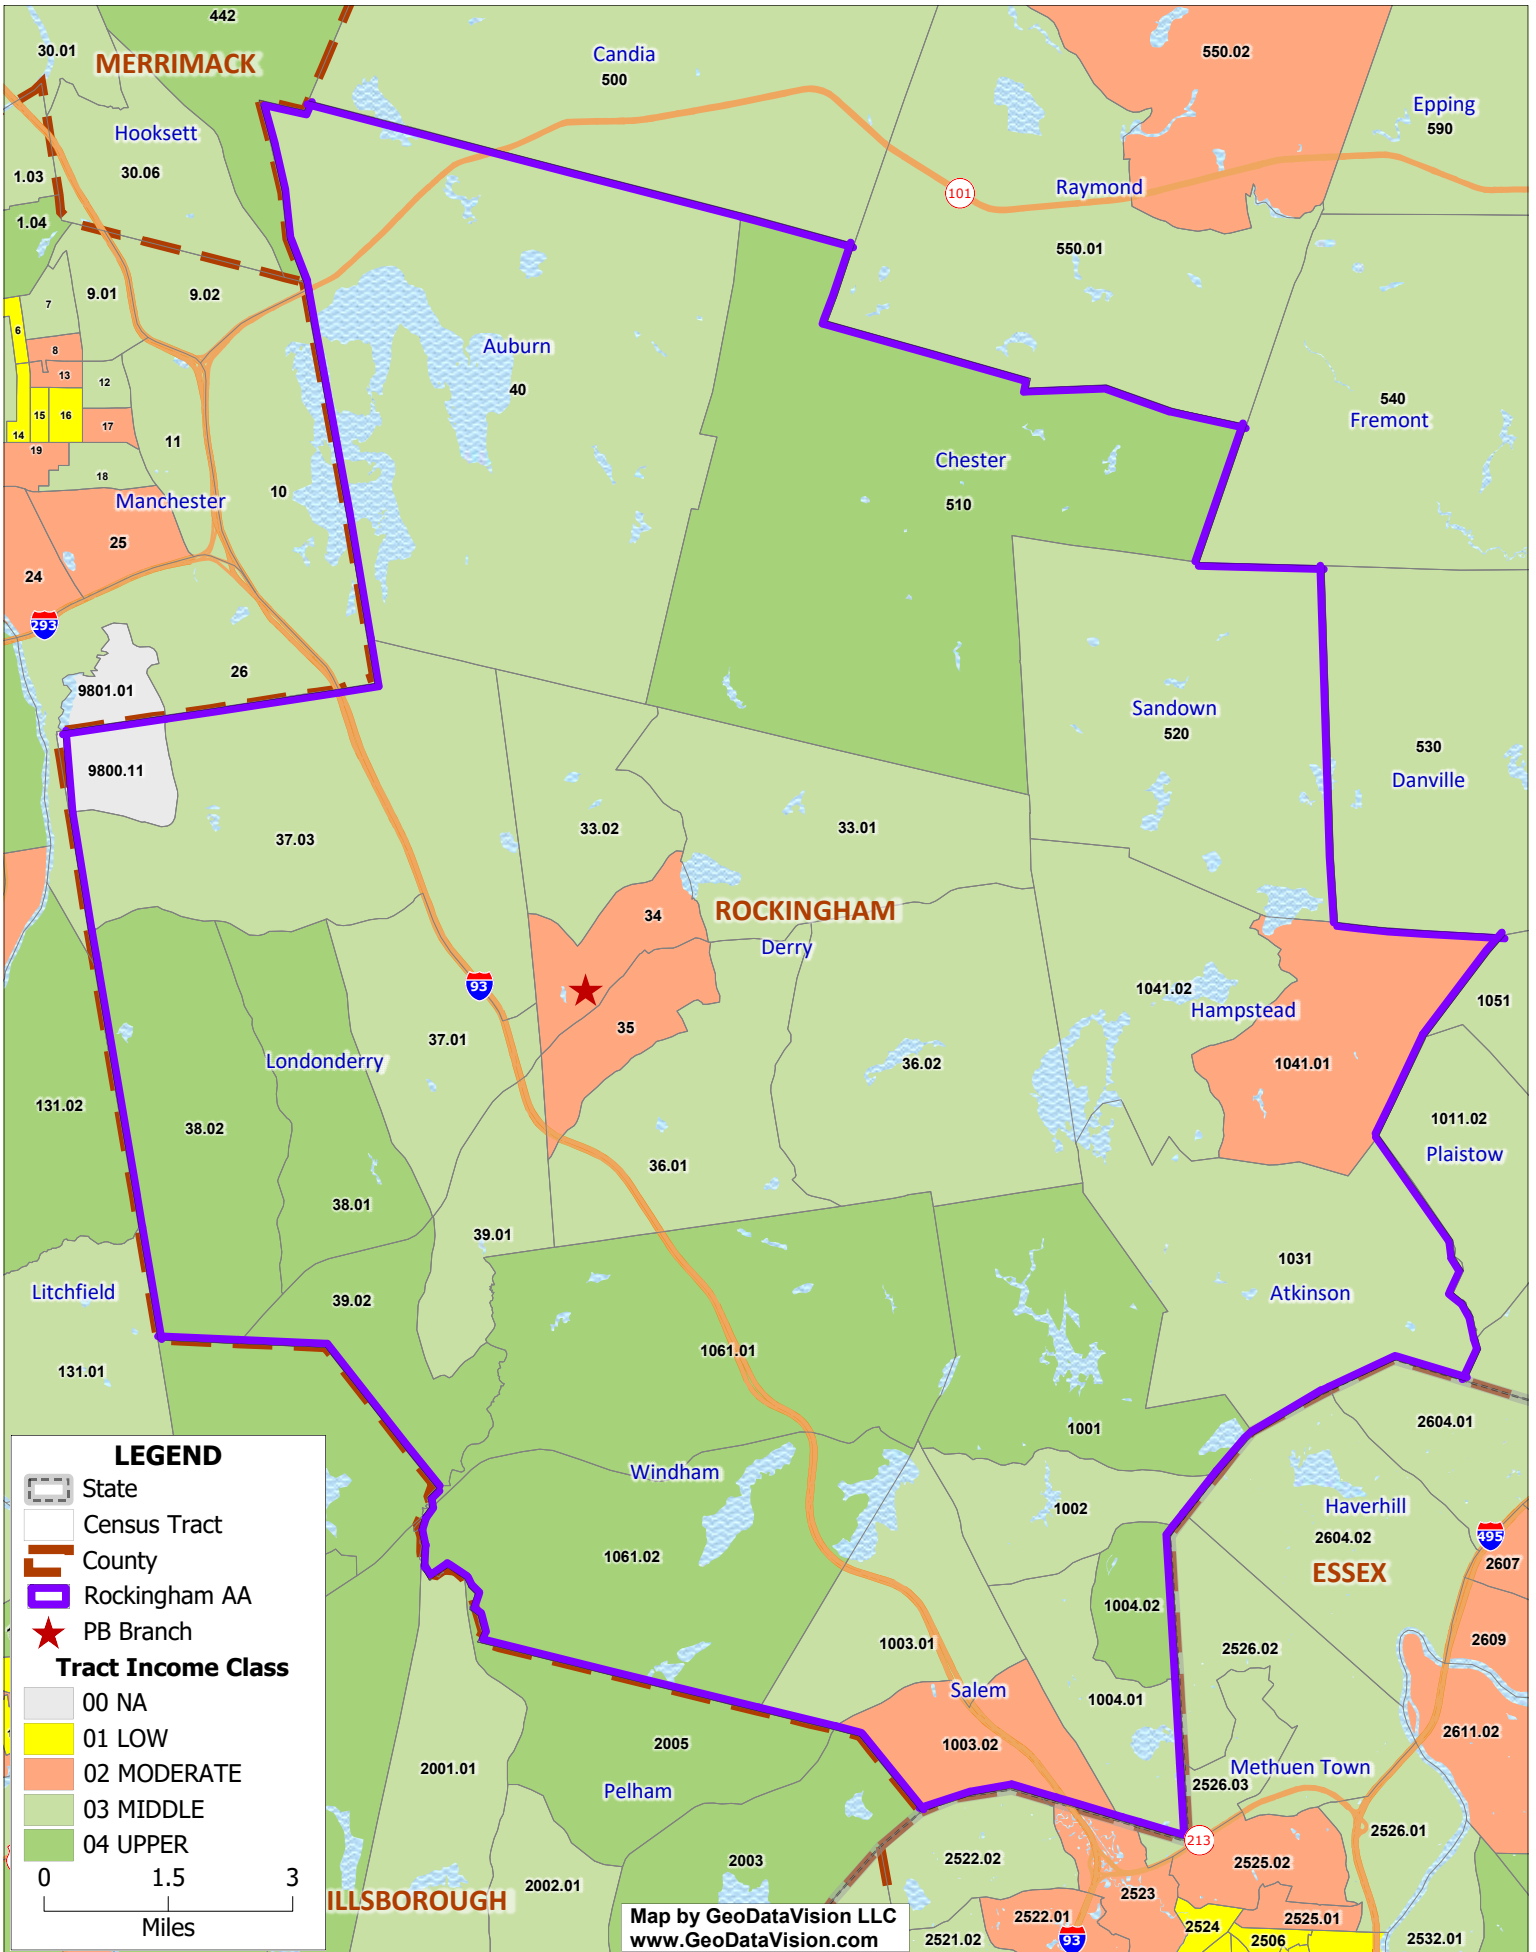 442
30.01
MERRIMACK
Candia
500
550.02
Epping
590
Hooksett
30.06
1.03
1.04
101
Raymond
550.01
9.01
9.02
7
6
8
13
12
15
16
14
17
19
11
18
Manchester
10
25
24
293
26
9801.01
9800.11
Auburn
40
540
Fremont
Chester
510
Sandown
520
530
Danville
37.03
33.02
33.01
34
ROCKINGHAM
Derry
93
35
37.01
Londonderry
36.02
1041.02
Hampstead
1041.01
1051
131.02
38.02
1011.02
Plaistow
36.01
38.01
39.01
Litchfield
39.02
1031
Atkinson
131.01
1061.01
1001
2604.01
Windham
1002
Haverhill
2604.02
495
2607
ESSEX
1061.02
1004.02
1003.01
2526.02
2609
Salem
1004.01
1003.02
2611.02
2005
2001.01
Pelham
Methuen Town
2526.03
213
2526.01
2522.02
2525.02
2003
2002.01
2523
2522.01
2524
2525.01
93
2521.02
2506
2532.01
ILLSBOROUGH
LEGEND
State
Census Tract
County
Rockingham AA
PB Branch
Tract Income Class
00 NA
01 LOW
02 MODERATE
03 MIDDLE
04 UPPER
0 1.5 3
Miles
Map by GeoDataVision LLC
www.GeoDataVision.com